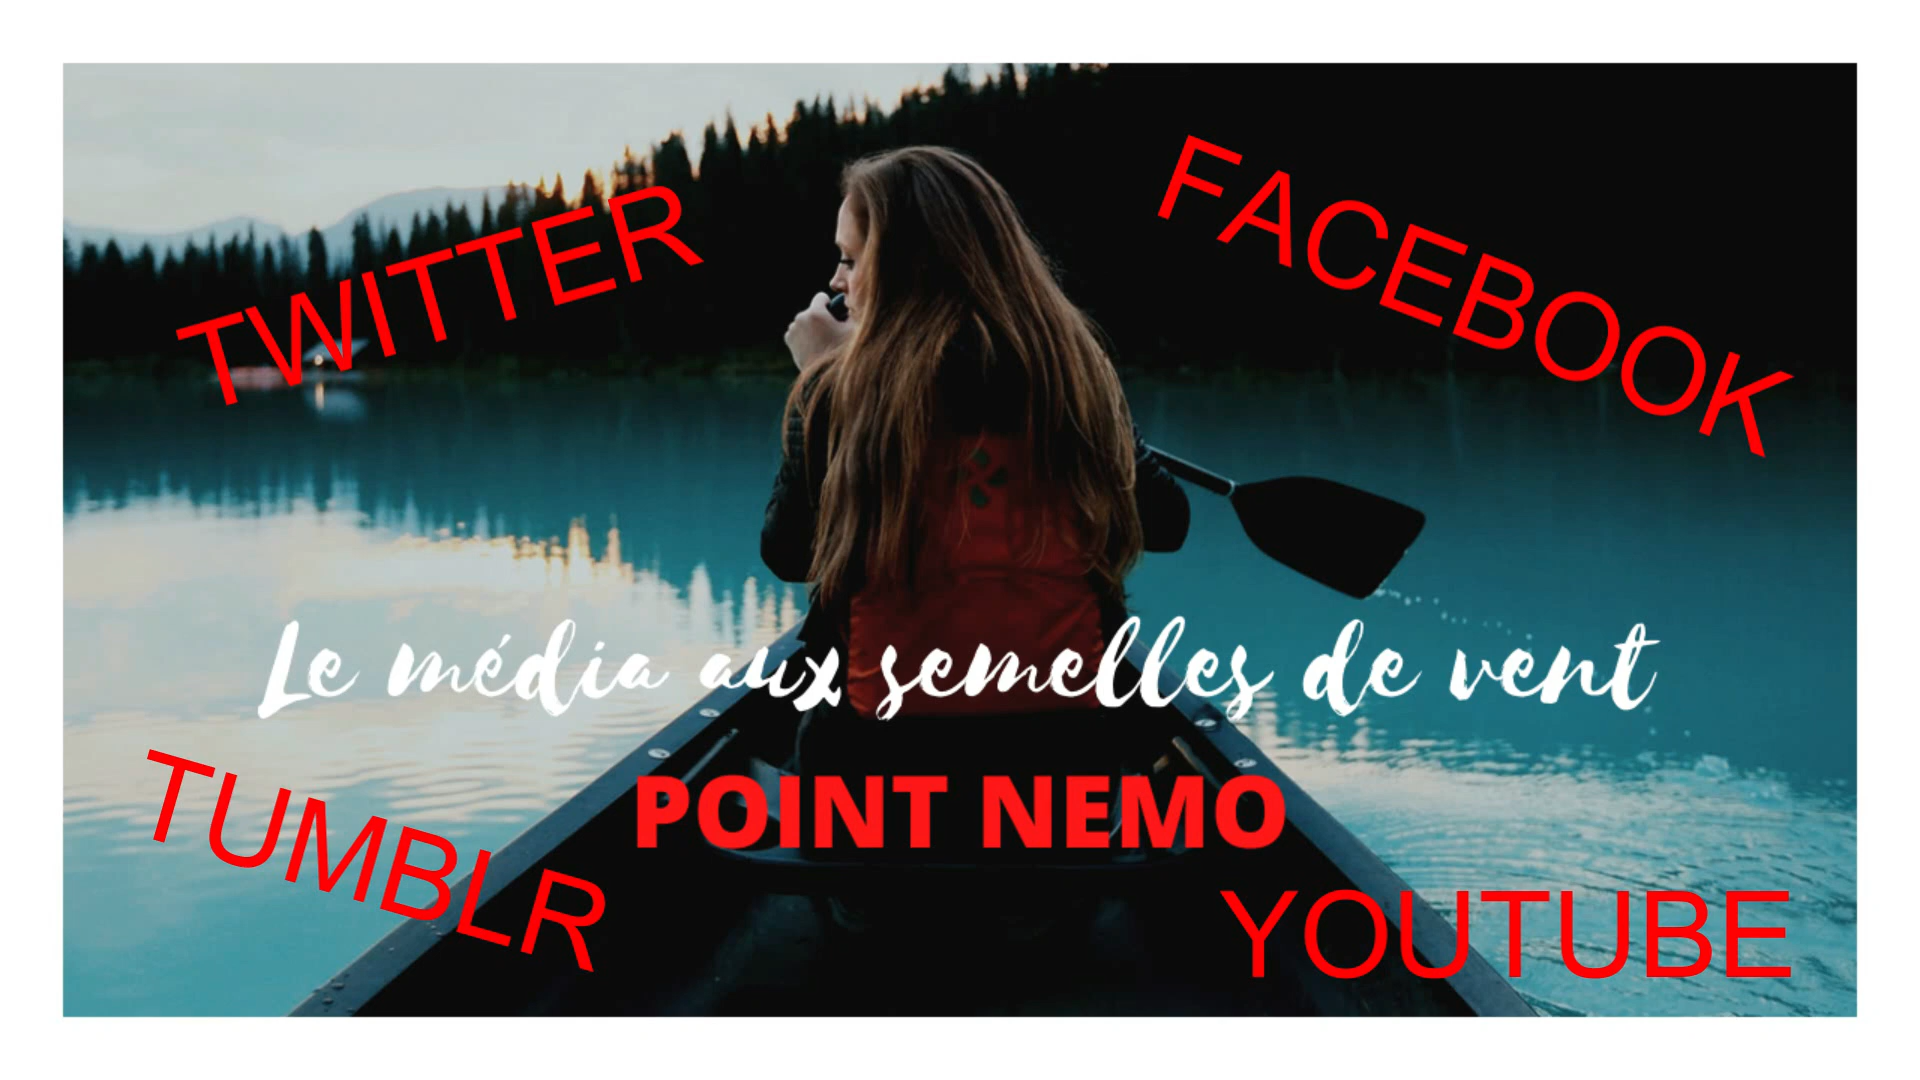 TWITTER
FACEBOOK
Le média aux semelles de vent
POINT NEMO
TUMBLR
YOUTUBE